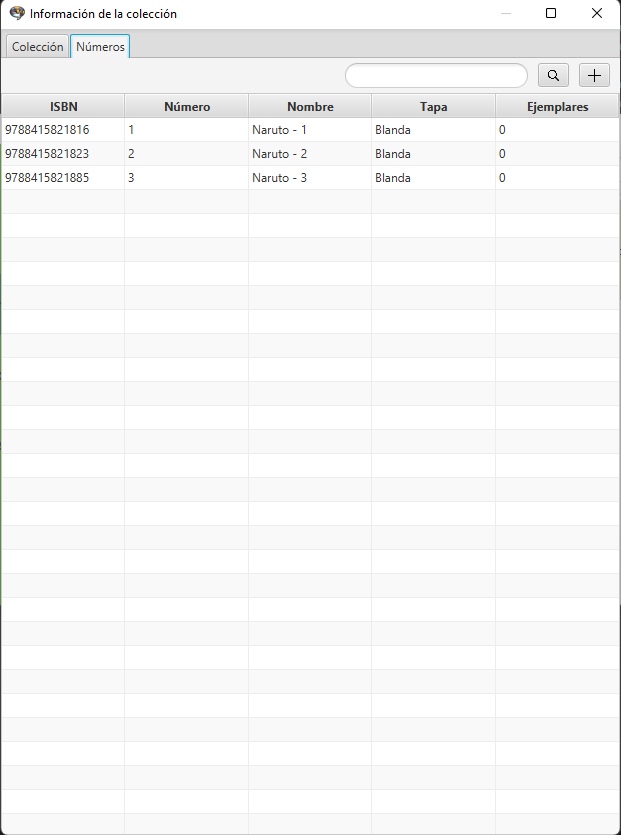 Información de la colección
Colección Números
ISBN Número Nombre Tapa Ejemplares
9788415821816 1 Naruto - 1 Blanda 0
9788415821823 2 Naruto - 2 Blanda 0
9788415821885 3 Naruto - 3 Blanda 0